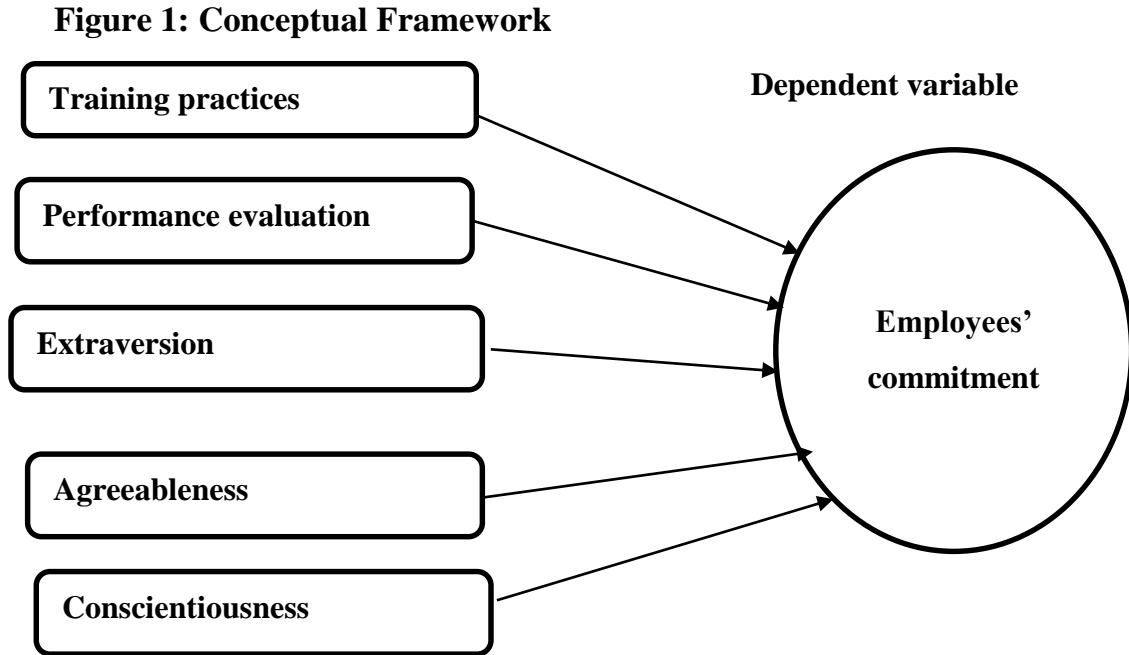 Figure 1: Conceptual Framework
Training practices
Dependent variable
Performance evaluation
Extraversion
Employees’
commitment
Agreeableness
Conscientiousness